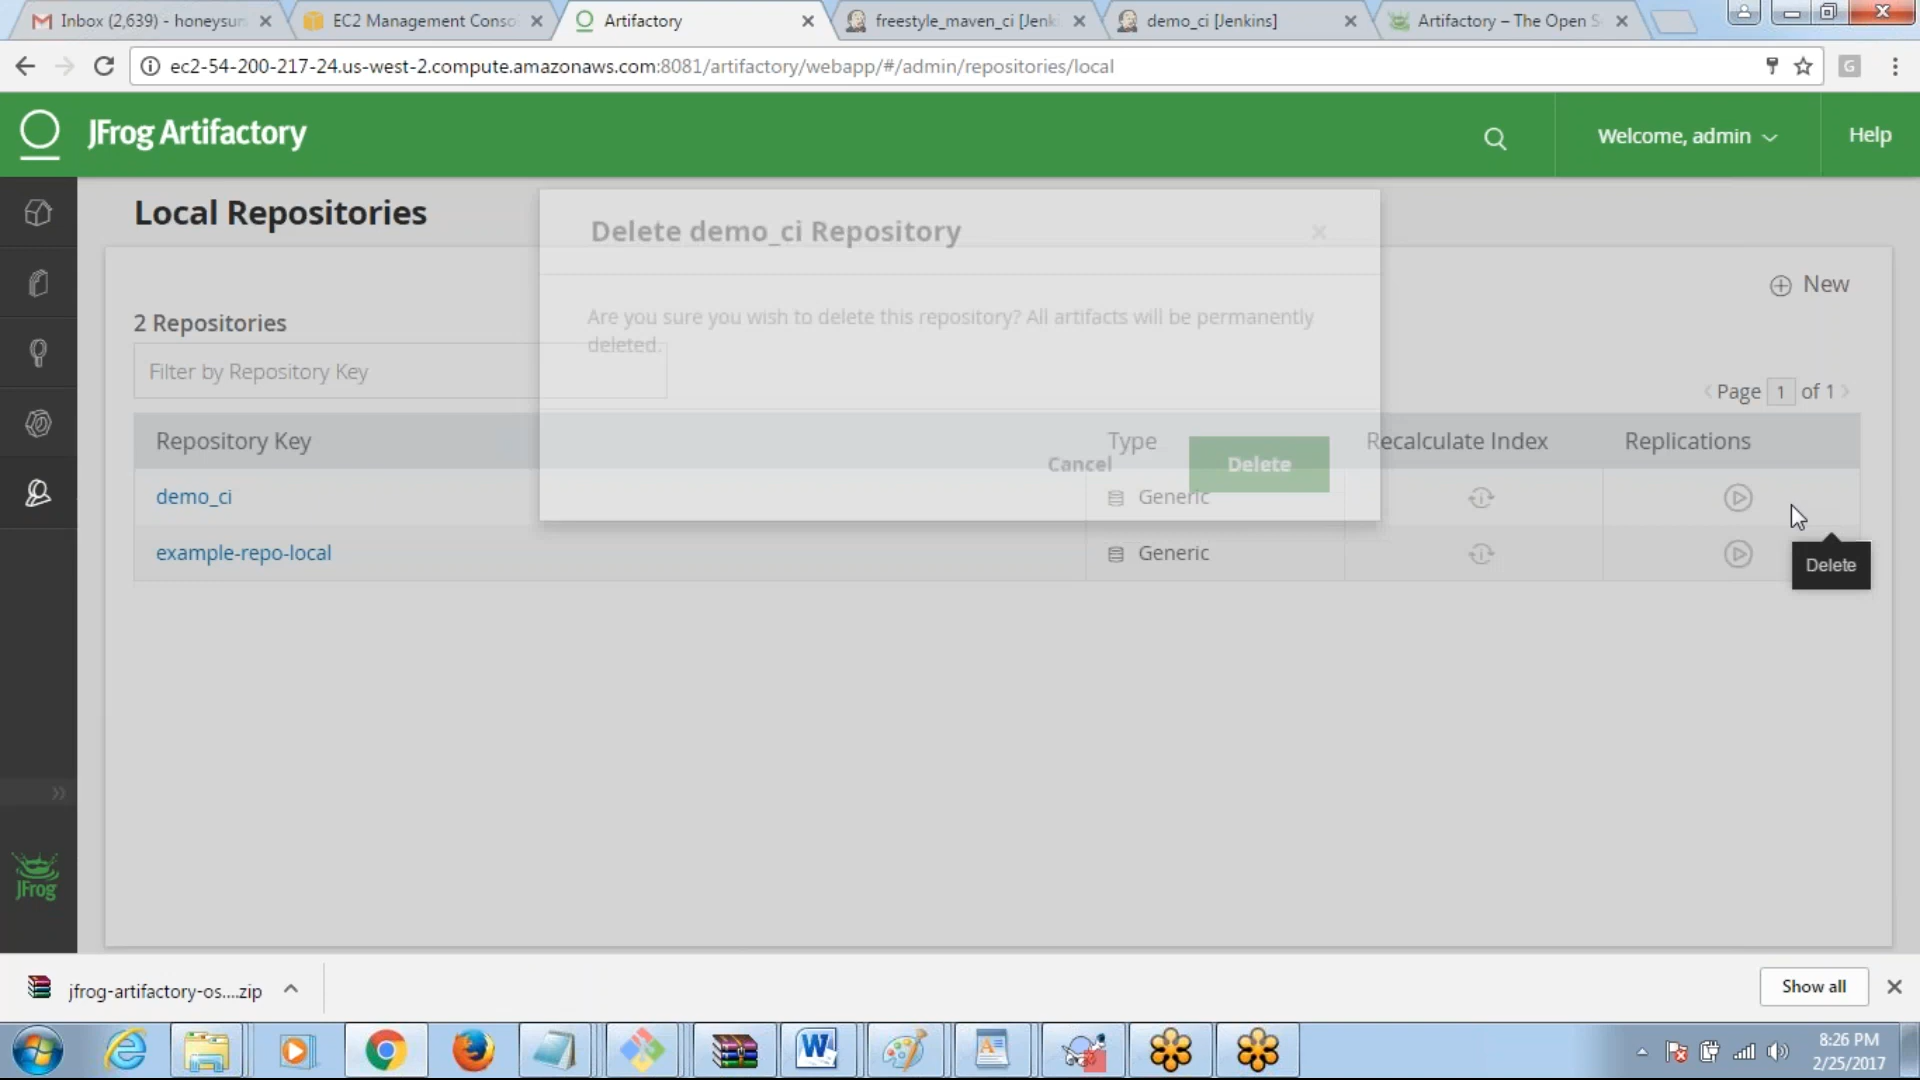 Inbox (2,639) - honeysun
EC2 Management Conso
Artifactory
freestyle_maven_ci [Jenki
demo_ci [Jenkins]
Artifactory – The Open S
ec2-54-200-217-24.us-west-2.compute.amazonaws.com:8081/artifactory/webapp/#/admin/repositories/local
G
JFrog Artifactory
Welcome, admin
Help
Local Repositories
Delete demo_ci Repository
×
New
Are you sure you wish to delete this repository? All artifacts will be permanently
deleted.
2 Repositories
Filter by Repository Key
Page 1 of 1
Repository Key
Type
Recalculate Index
Replications
Cancel
Delete
demo_ci
Generic
example-repo-local
Generic
Delete
JFrog
jfrog-artifactory-os....zip
Show all
8:26 PM
2/25/2017